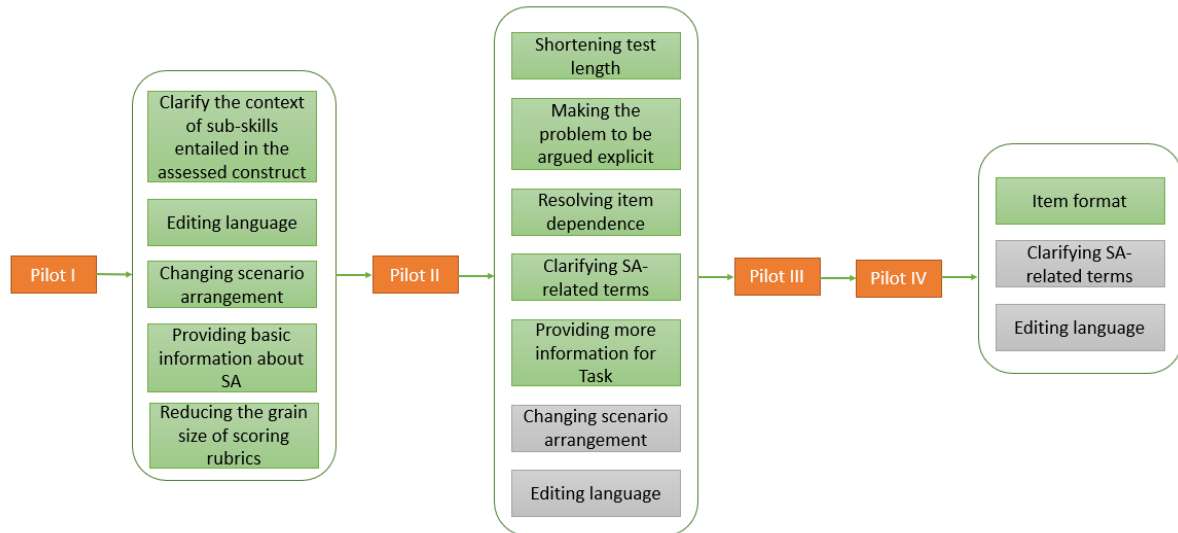 Pilot I
Clarify the context
of sub-skills
entailed in the
assessed construct
Editing language
Changing scenario
arrangement
Providing basic
information about
SA
Reducing the grain
size of scoring
rubrics
Pilot II
Shortening test
length
Making the
problem to be
argued explicit
Resolving item
dependence
Clarifying SA-
related terms
Providing more
information for
Task
Changing scenario
arrangement
Editing language
Pilot III
Pilot IV
Item format
Clarifying SA-
related terms
Editing language